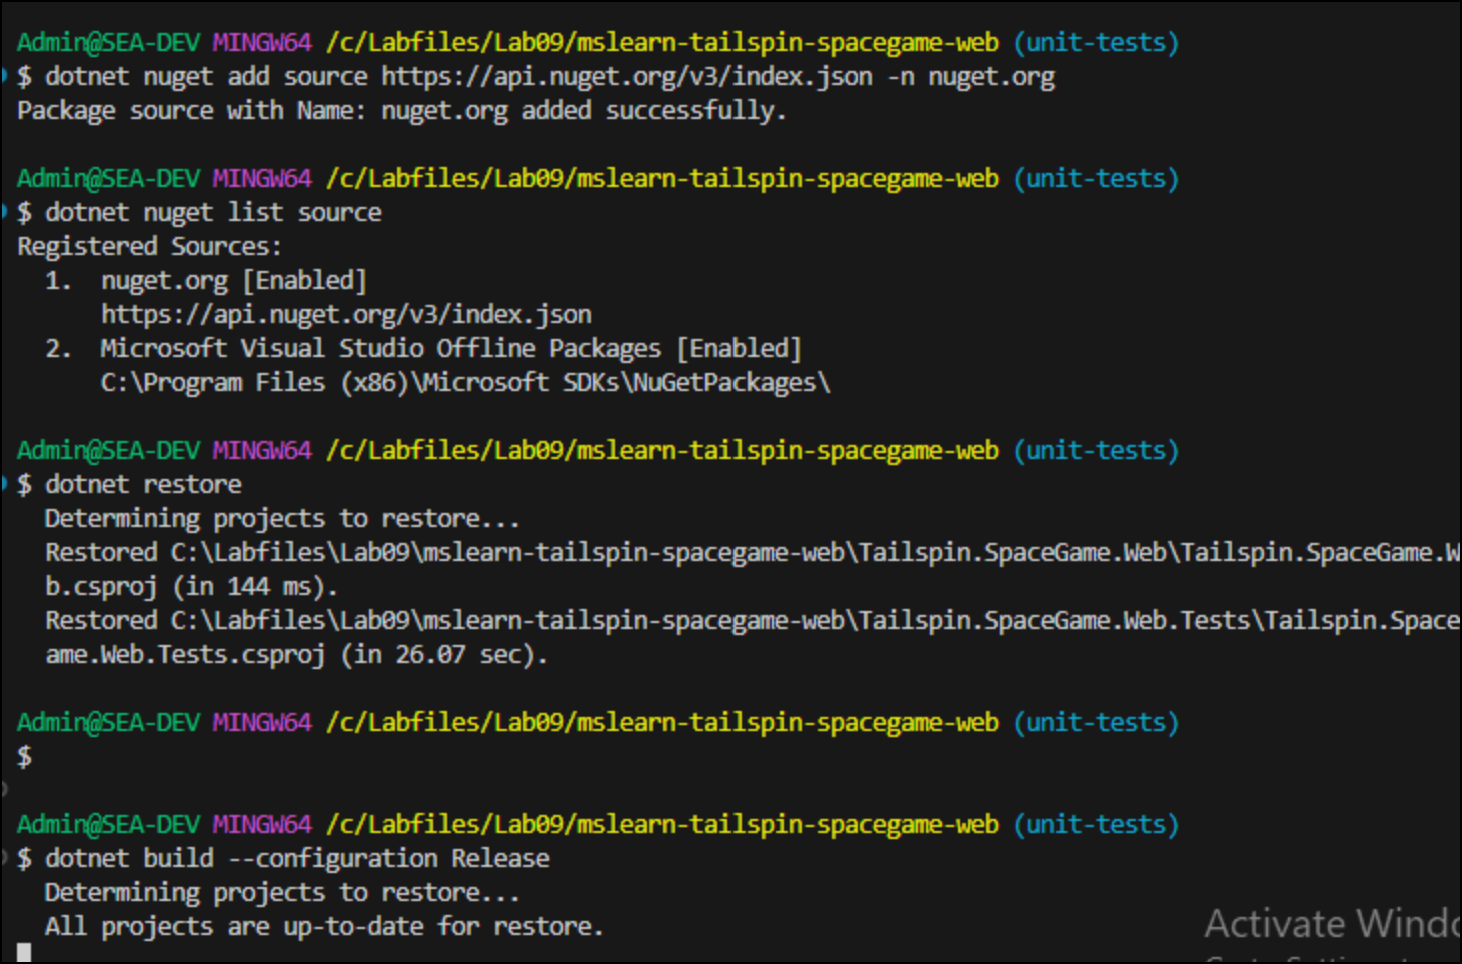 Admin@SEA-DEV MINGW64 /c/Labfiles/Lab09/mslearn-tailspin-spacegame-web (unit-tests)
$ dotnet nuget add source https://api.nuget.org/v3/index.json -n nuget.org
Package source with Name: nuget.org added successfully.
Admin@SEA-DEV MINGW64 /c/Labfiles/Lab09/mslearn-tailspin-spacegame-web (unit-tests)
$ dotnet nuget list source
Registered Sources:
1. nuget.org [Enabled]
https://api.nuget.org/v3/index.json
2. Microsoft Visual Studio Offline Packages [Enabled]
C:\Program Files (x86)\Microsoft SDKs\NuGetPackages\
Admin@SEA-DEV MINGW64 /c/Labfiles/Lab09/mslearn-tailspin-spacegame-web (unit-tests)
$ dotnet restore
Determining projects to restore...
Restored C:\Labfiles\Lab09\mslearn-tailspin-spacegame-web\Tailspin.SpaceGame.Web\Tailspin.SpaceGame.W
b.csproj (in 144 ms).
Restored C:\Labfiles\Lab09\mslearn-tailspin-spacegame-web\Tailspin.SpaceGame.Web.Tests\Tailspin.Space
ame.Web.Tests.csproj (in 26.07 sec).
Admin@SEA-DEV MINGW64 /c/Labfiles/Lab09/mslearn-tailspin-spacegame-web (unit-tests)
$
Admin@SEA-DEV MINGW64 /c/Labfiles/Lab09/mslearn-tailspin-spacegame-web (unit-tests)
$ dotnet build --configuration Release
Determining projects to restore...
All projects are up-to-date for restore.
Activate Windo